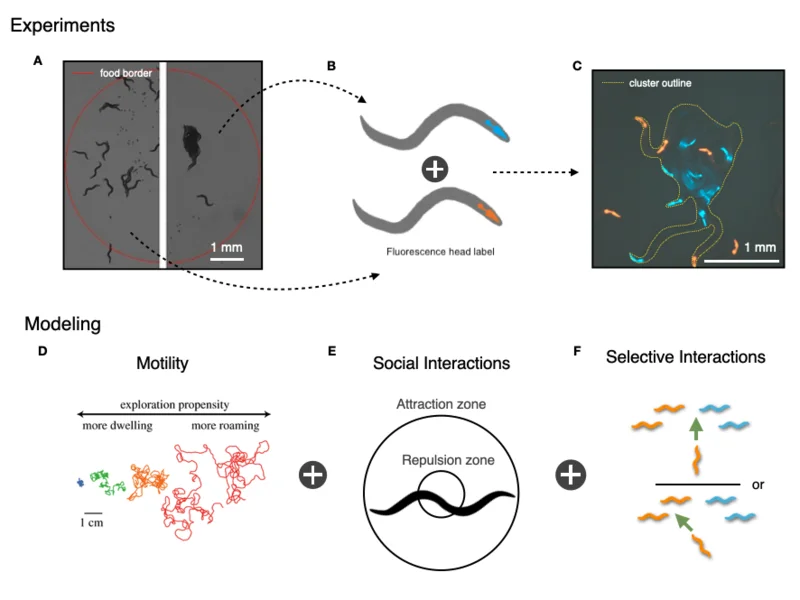 Experiments
A
food border
1 mm
B
Fluorescence head label
C
cluster outline
1 mm
Modeling
D
Motility
exploration propensity
more dwelling
more roaming
1 cm
E
Social Interactions
Attraction zone
Repulsion zone
F
Selective Interactions
or